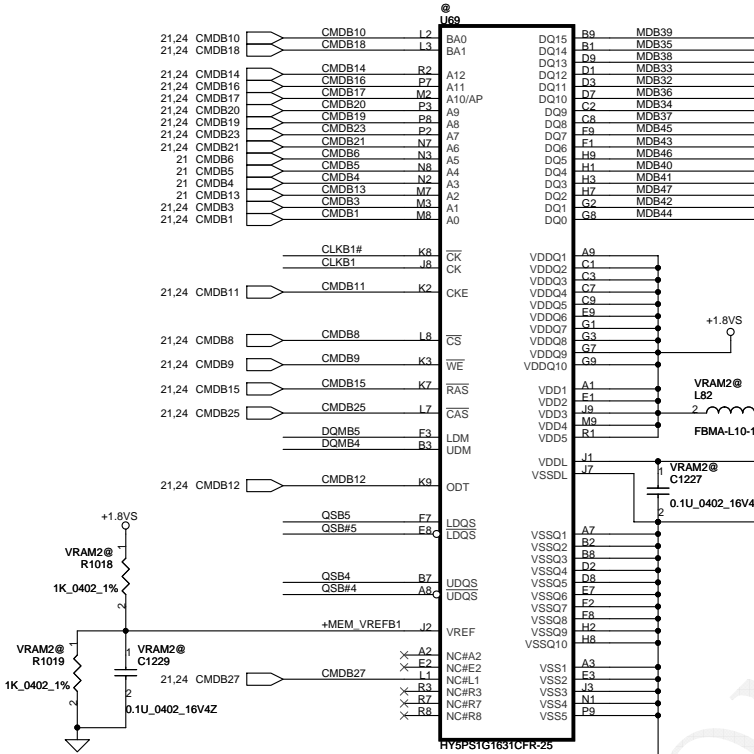 @
U69
21,24 CMDB10 CMDB10 L2 BA0 DQ15 B9 MDB39
21,24 CMDB18 CMDB18 L3 BA1 DQ14 B1 MDB35
DQ13 D9 MDB38
21,24 CMDB14 CMDB14 R2 A12 DQ12 D1 MDB33
21,24 CMDB16 CMDB16 P7 A11 DQ11 D3 MDB32
21,24 CMDB17 CMDB17 M2 A10/AP DQ10 D7 MDB36
21,24 CMDB20 CMDB20 P3 A9 DQ9 C2 MDB34
21,24 CMDB19 CMDB19 P8 A8 DQ8 C8 MDB37
21,24 CMDB23 CMDB23 P2 A7 DQ7 F9 MDB45
21,24 CMDB21 CMDB21 N7 A6 DQ6 F1 MDB43
21 CMDB6 CMDB6 N3 A5 DQ5 H9 MDB46
21 CMDB5 CMDB5 N8 A4 DQ4 H1 MDB40
21 CMDB4 CMDB4 N2 A3 DQ3 H3 MDB41
21 CMDB13 CMDB13 M7 A2 DQ2 H7 MDB47
21,24 CMDB3 CMDB3 M3 A1 DQ1 G2 MDB42
21,24 CMDB1 CMDB1 M8 A0 DQ0 G8 MDB44
CLKB1# K8 CK VDDQ1 A9
CLKB1 J8 CK VDDQ2 C1
VDDQ3 C3
21,24 CMDB11 CMDB11 K2 CKE VDDQ4 C7
VDDQ5 C9
VDDQ6 E9
VDDQ7 G1
21,24 CMDB8 CMDB8 L8 CS VDDQ8 G3
VDDQ9 G7
+1.8VS
21,24 CMDB9 CMDB9 K3 WE VDDQ10 G9
21,24 CMDB15 CMDB15 K7 RAS VDD1 A1
VDD2 E1
21,24 CMDB25 CMDB25 L7 CAS VDD3 J9
VDD4 M9
VRAM2@
L82
2
FBMA-L10-1
DQMB5 F3 LDM VDD5 R1
DQMB4 B3 UDM
VDDL J1
VSSDL J7
VRAM2@
C1227
1
2
0.1U_0402_16V4
21,24 CMDB12 CMDB12 K9 ODT
QSB5 F7 LDQS VSSQ1 A7
QSB#5 E8 LDQS VSSQ2 B2
VSSQ3 B8
VSSQ4 D2
QSB4 B7 UDQS VSSQ5 D8
QSB#4 A8 UDQS VSSQ6 E7
VSSQ7 F2
VSSQ8 F8
+MEM_VREFB1 J2 VREF VSSQ9 H2
VSSQ10 H8
+1.8VS
VRAM2@
R1018
1
2
1K_0402_1%
VRAM2@
R1019
1
2
1K_0402_1%
VRAM2@
C1229
1
2
0.1U_0402_16V4Z
A2 NC#A2 VSS1 A3
E2 NC#E2 VSS2 E3
21,24 CMDB27 CMDB27 L1 NC#L1 VSS3 J3
R3 NC#R3 VSS4 N1
R7 NC#R7 VSS5 P9
R8 NC#R8
HY5PS1G1631CFR-25